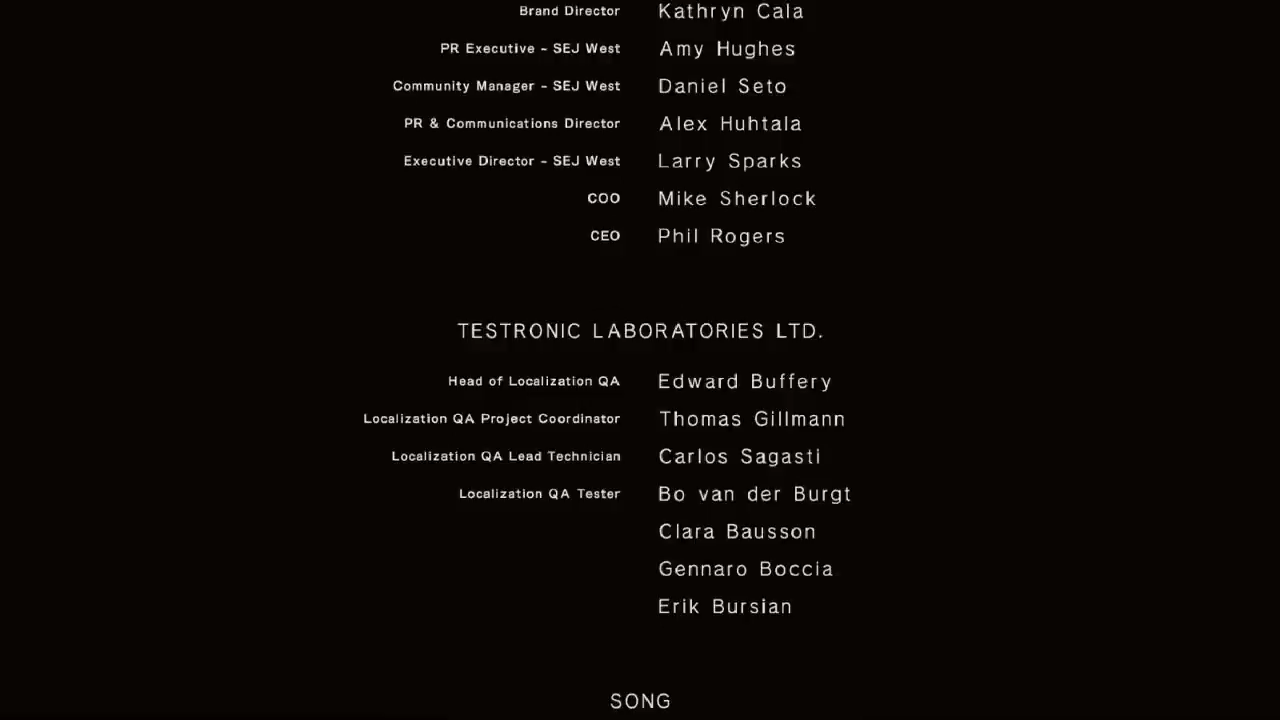 Brand Director Kathryn Cala
PR Executive - SEJ West Amy Hughes
Community Manager - SEJ West Daniel Seto
PR & Communications Director Alex Huhtala
Executive Director - SEJ West Larry Sparks
COO Mike Sherlock
CEO Phil Rogers
TESTRONIC LABORATORIES LTD.
Head of Localization QA Edward Buffery
Localization QA Project Coordinator Thomas Gillmann
Localization QA Lead Technician Carlos Sagasti
Localization QA Tester Bo van der Burgt
Clara Bausson
Gennaro Boccia
Erik Bursian
SONG